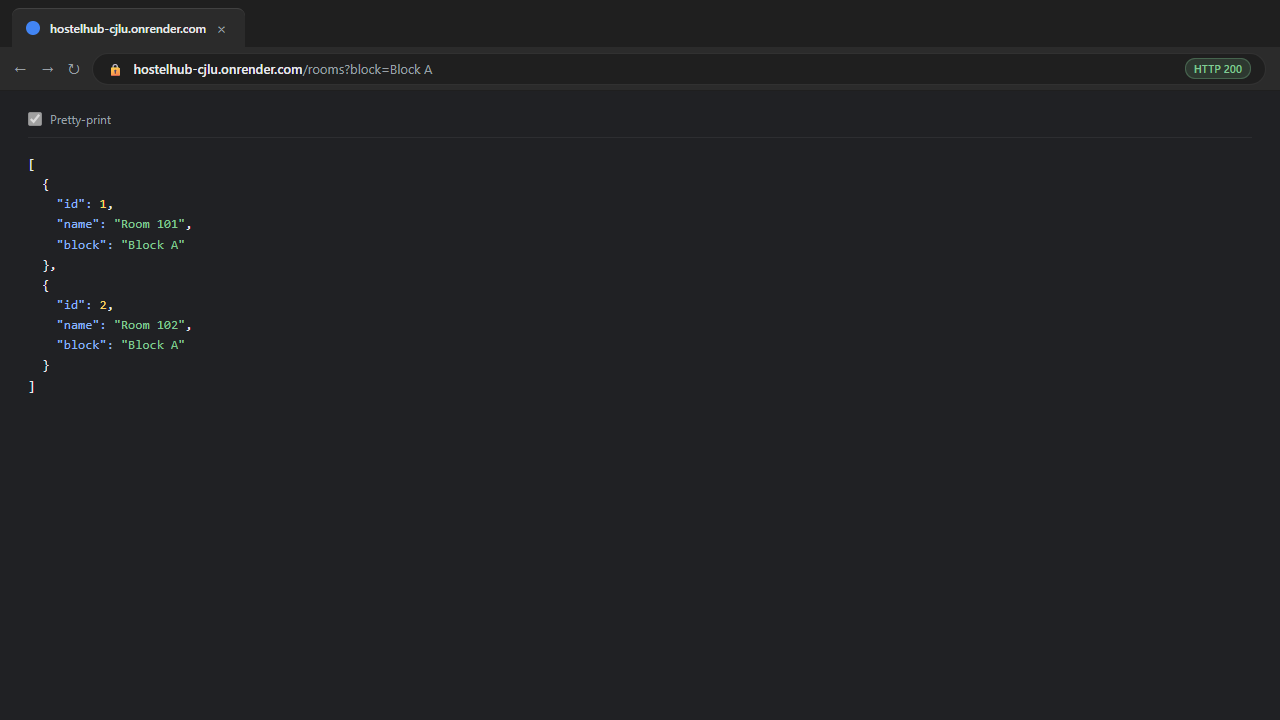 hostelhub-cjlu.onrender.com ×
← → ↻ hostelhub-cjlu.onrender.com/rooms?block=Block A HTTP 200
Pretty-print
[
  {
    "id": 1,
    "name": "Room 101",
    "block": "Block A"
  },
  {
    "id": 2,
    "name": "Room 102",
    "block": "Block A"
  }
]